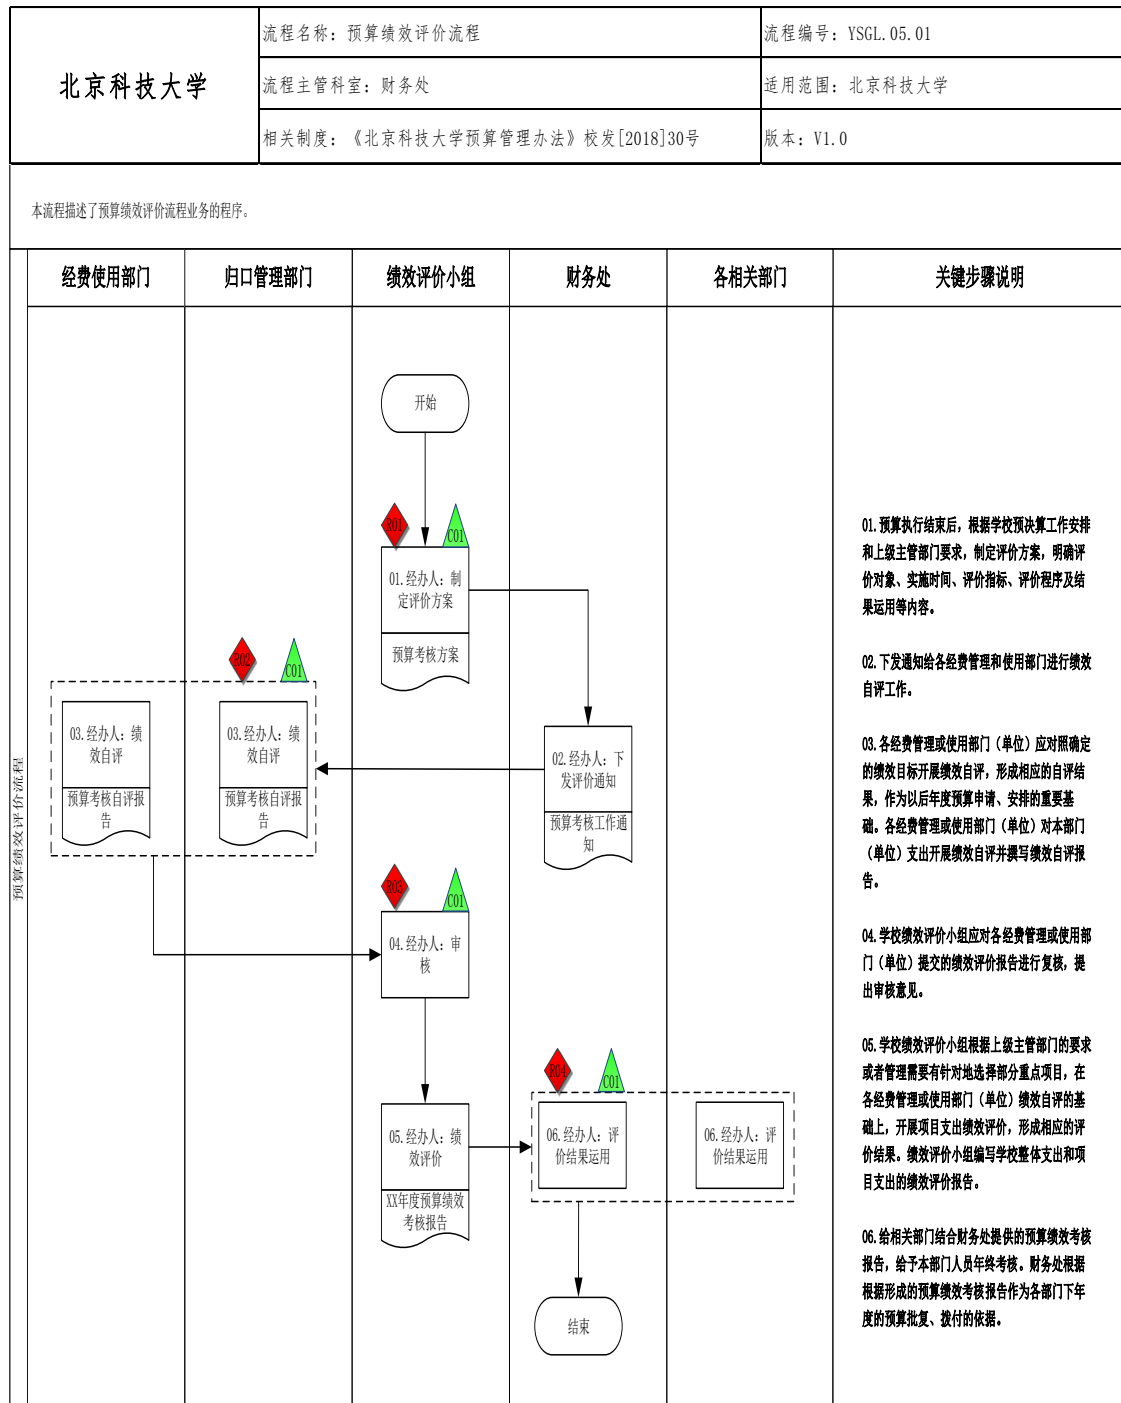 北京科技大学
流程名称：预算绩效评价流程
流程编号：YSGL.05.01
流程主管科室：财务处
适用范围：北京科技大学
相关制度：《北京科技大学预算管理办法》校发[2018]30号
版本：V1.0
本流程描述了预算绩效评价流程业务的程序。
预算绩效评价流程
经费使用部门
归口管理部门
绩效评价小组
财务处
各相关部门
关键步骤说明
开始
R01
C01
01.经办人：制
定评价方案
预算考核方案
R02
C01
03.经办人：绩
效自评
预算考核自评报
告
03.经办人：绩
效自评
预算考核自评报
告
02.经办人：下
发评价通知
预算考核工作通
知
R03
C01
04.经办人：审
核
R04
C01
05.经办人：绩
效评价
XX年度预算绩效
考核报告
06.经办人：评
价结果运用
06.经办人：评
价结果运用
结束
01.预算执行结束后，根据学校预决算工作安排
和上级主管部门要求，制定评价方案，明确评
价对象、实施时间、评价指标、评价程序及结
果运用等内容。
02.下发通知给各经费管理和使用部门进行绩效
自评工作。
03.各经费管理或使用部门（单位）应对照确定
的绩效目标开展绩效自评，形成相应的自评结
果，作为以后年度预算申请、安排的重要基
础。各经费管理或使用部门（单位）对本部门
（单位）支出开展绩效自评并撰写绩效自评报
告。
04.学校绩效评价小组应对各经费管理或使用部
门（单位）提交的绩效评价报告进行复核，提
出审核意见。
05.学校绩效评价小组根据上级主管部门的要求
或者管理需要有针对地选择部分重点项目，在
各经费管理或使用部门（单位）绩效自评的基
础上，开展项目支出绩效评价，形成相应的评
价结果。绩效评价小组编写学校整体支出和项
目支出的绩效评价报告。
06.给相关部门结合财务处提供的预算绩效考核
报告，给予本部门人员年终考核。财务处根据
根据形成的预算绩效考核报告作为各部门下年
度的预算批复、拨付的依据。